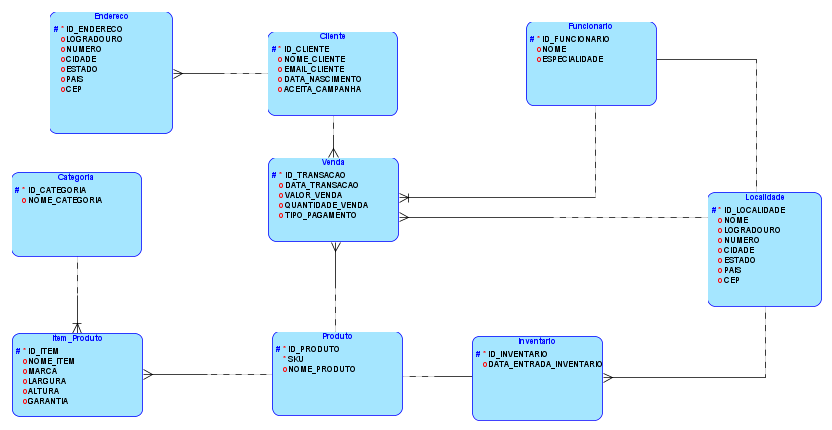 Endereco
# * ID_ENDERECO
o LOGRADOURO
o NUMERO
o CIDADE
o ESTADO
o PAIS
o CEP
Cliente
# * ID_CLIENTE
o NOME_CLIENTE
o EMAIL_CLIENTE
o DATA_NASCIMENTO
o ACEITA_CAMPANHA
Funcionario
# * ID_FUNCIONARIO
o NOME
o ESPECIALIDADE
Categoria
# * ID_CATEGORIA
o NOME_CATEGORIA
Venda
# * ID_TRANSACAO
o DATA_TRANSACAO
o VALOR_VENDA
o QUANTIDADE_VENDA
o TIPO_PAGAMENTO
Localidade
# * ID_LOCALIDADE
o NOME
o LOGRADOURO
o NUMERO
o CIDADE
o ESTADO
o PAIS
o CEP
Item_Produto
# * ID_ITEM
o NOME_ITEM
o MARCA
o LARGURA
o ALTURA
o GARANTIA
Produto
# * ID_PRODUTO
* SKU
o NOME_PRODUTO
Inventario
# * ID_INVENTARIO
o DATA_ENTRADA_INVENTARIO